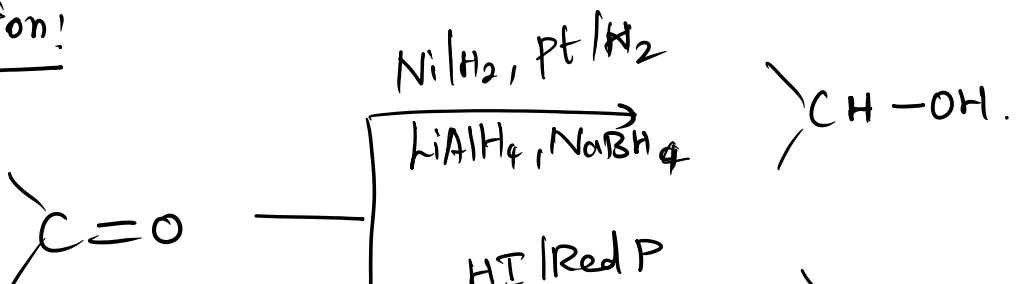 on!
Ni/H2, Pt/H2
CH-OH.
LiAlH4, NaBH4
C=O
HI/Red P